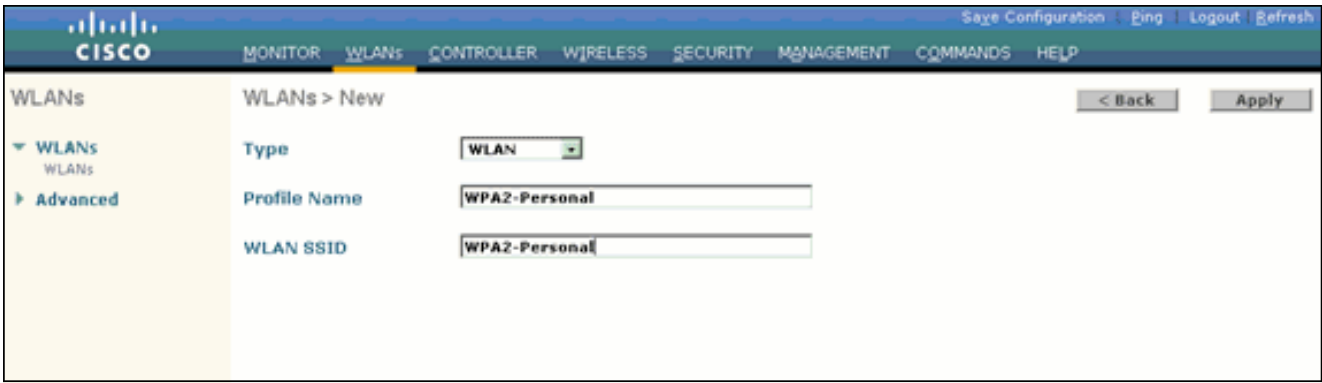 Save Configuration | Ping | Logout | Refresh
CISCO
MONITOR WLANs CONTROLLER WIRELESS SECURITY MANAGEMENT COMMANDS HELP
WLANs
WLANs > New
< Back
Apply
WLANs
WLANs
Advanced
Type WLAN
Profile Name WPA2-Personal
WLAN SSID WPA2-Personal